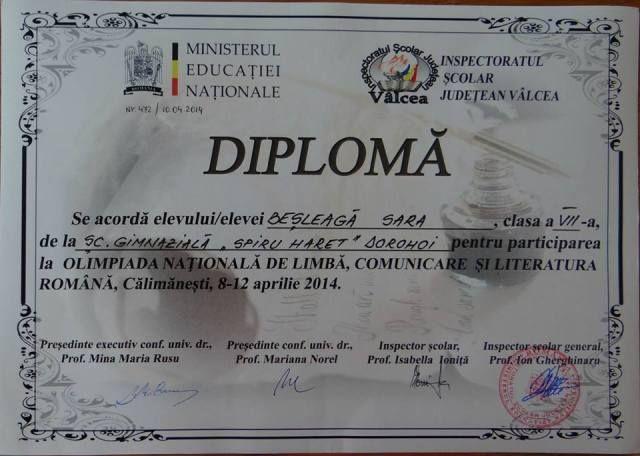 MINISTERUL
EDUCAȚIEI
NAȚIONALE
ROMANIA
Nr. 492 / 10.04.2014
Inspectoratul Școlar Județean
Vâlcea
INSPECTORATUL
ȘCOLAR
JUDEȚEAN VÂLCEA
DIPLOMĂ
Se acordă elevului/elevei BEȘLEAGĂ SARA, clasa a VII-a,
de la ȘC. GIMNAZIALĂ „SPIRU HARET" DOROHOI pentru participarea
la OLIMPIADA NAŢIONALĂ DE LIMBĂ, COMUNICARE ȘI LITERATURA
ROMÂNĂ, Călimănești, 8-12 aprilie 2014.
Președinte executiv conf. univ. dr.,
Prof. Mina Maria Rusu
Președinte conf. univ. dr.,
Prof. Mariana Norel
Inspector școlar,
Prof. Isabella Ioniță
Inspector școlar general,
Prof. Ion Gherghinaru